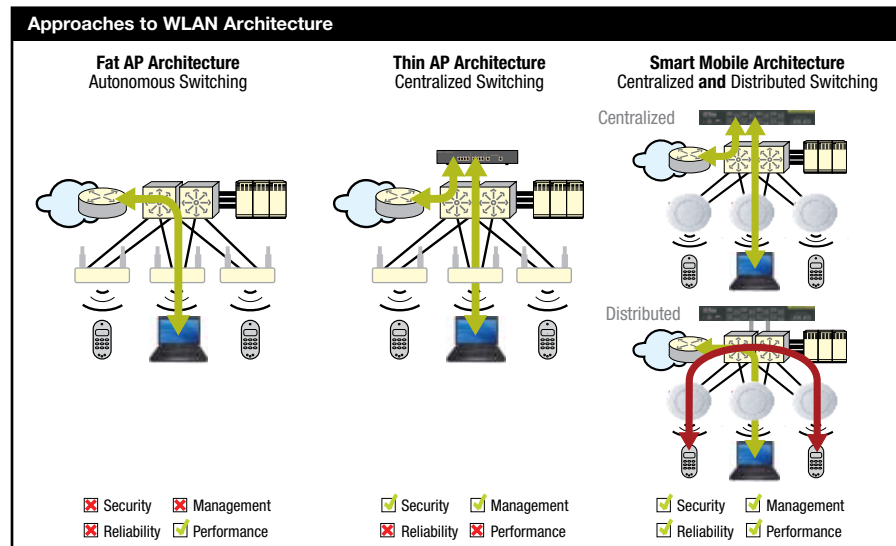 Approaches to WLAN Architecture
Fat AP Architecture
Autonomous Switching
Thin AP Architecture
Centralized Switching
Smart Mobile Architecture
Centralized and Distributed Switching
Centralized
Distributed
Security Management
Reliability Performance
Security Management
Reliability Performance
Security Management
Reliability Performance